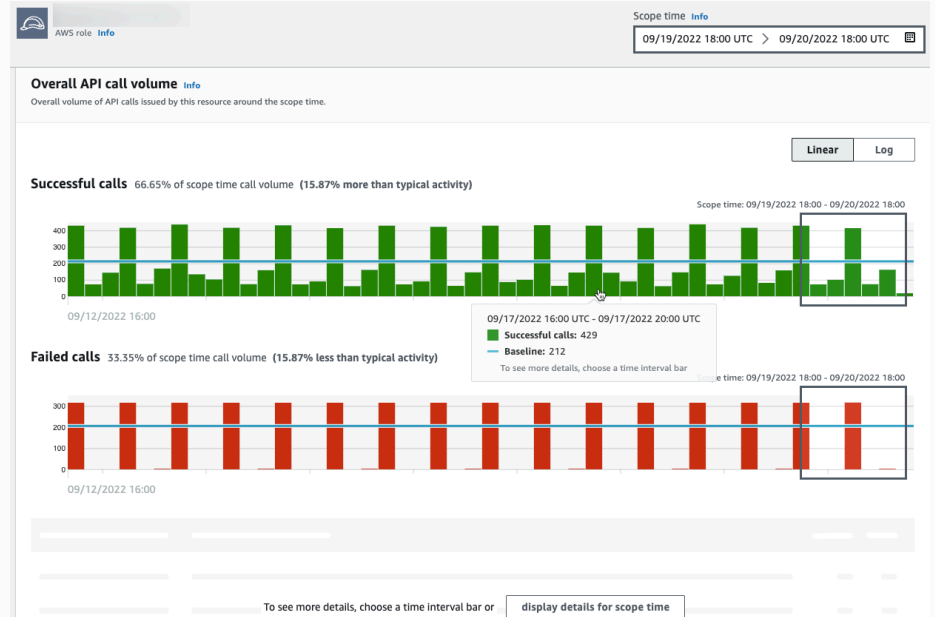 Scope time Info
AWS role Info
09/19/2022 18:00 UTC > 09/20/2022 18:00 UTC
Overall API call volume Info
Overall volume of API calls issued by this resource around the scope time.
Linear Log
Successful calls 66.65% of scope time call volume (15.87% more than typical activity)
Scope time: 09/19/2022 18:00 - 09/20/2022 18:00
400
300
200
100
0
09/12/2022 16:00
09/17/2022 16:00 UTC - 09/17/2022 20:00 UTC
Successful calls: 429
Baseline: 212
To see more details, choose a time interval bar
Failed calls 33.35% of scope time call volume (15.87% less than typical activity)
e time: 09/19/2022 18:00 - 09/20/2022 18:00
300
200
100
0
09/12/2022 16:00
To see more details, choose a time interval bar or display details for scope time